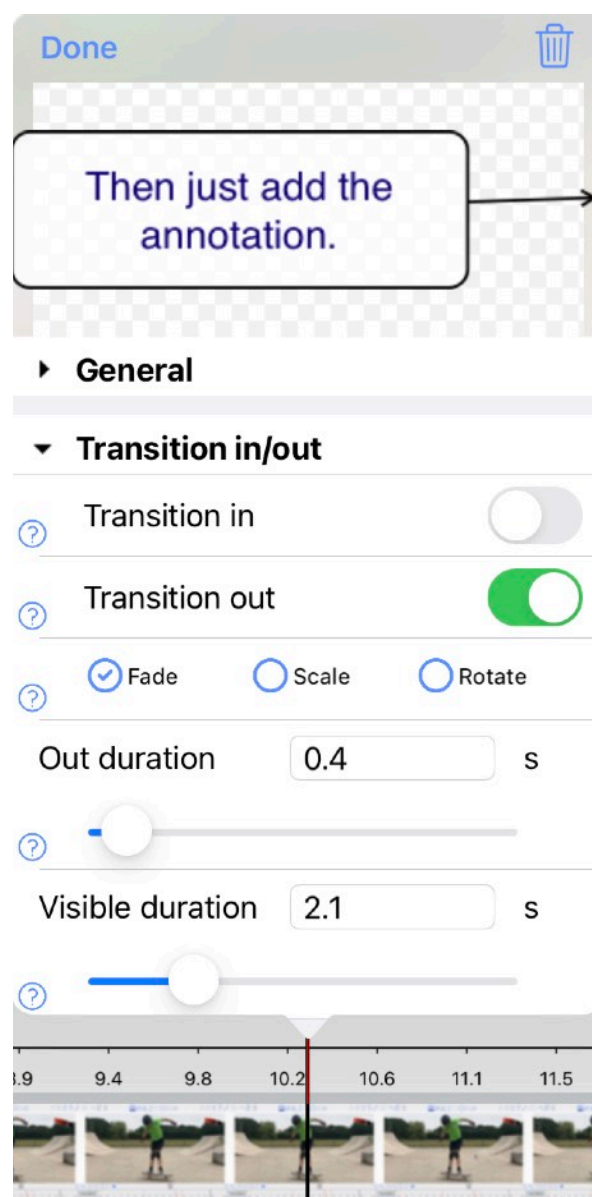 Done
Then just add the
annotation.
General
Transition in/out
Transition in
?
Transition out
?
Fade Scale Rotate
?
Out duration 0.4 s
?
Visible duration 2.1 s
?
9.4 9.8 10.2 10.6 11.1 11.5